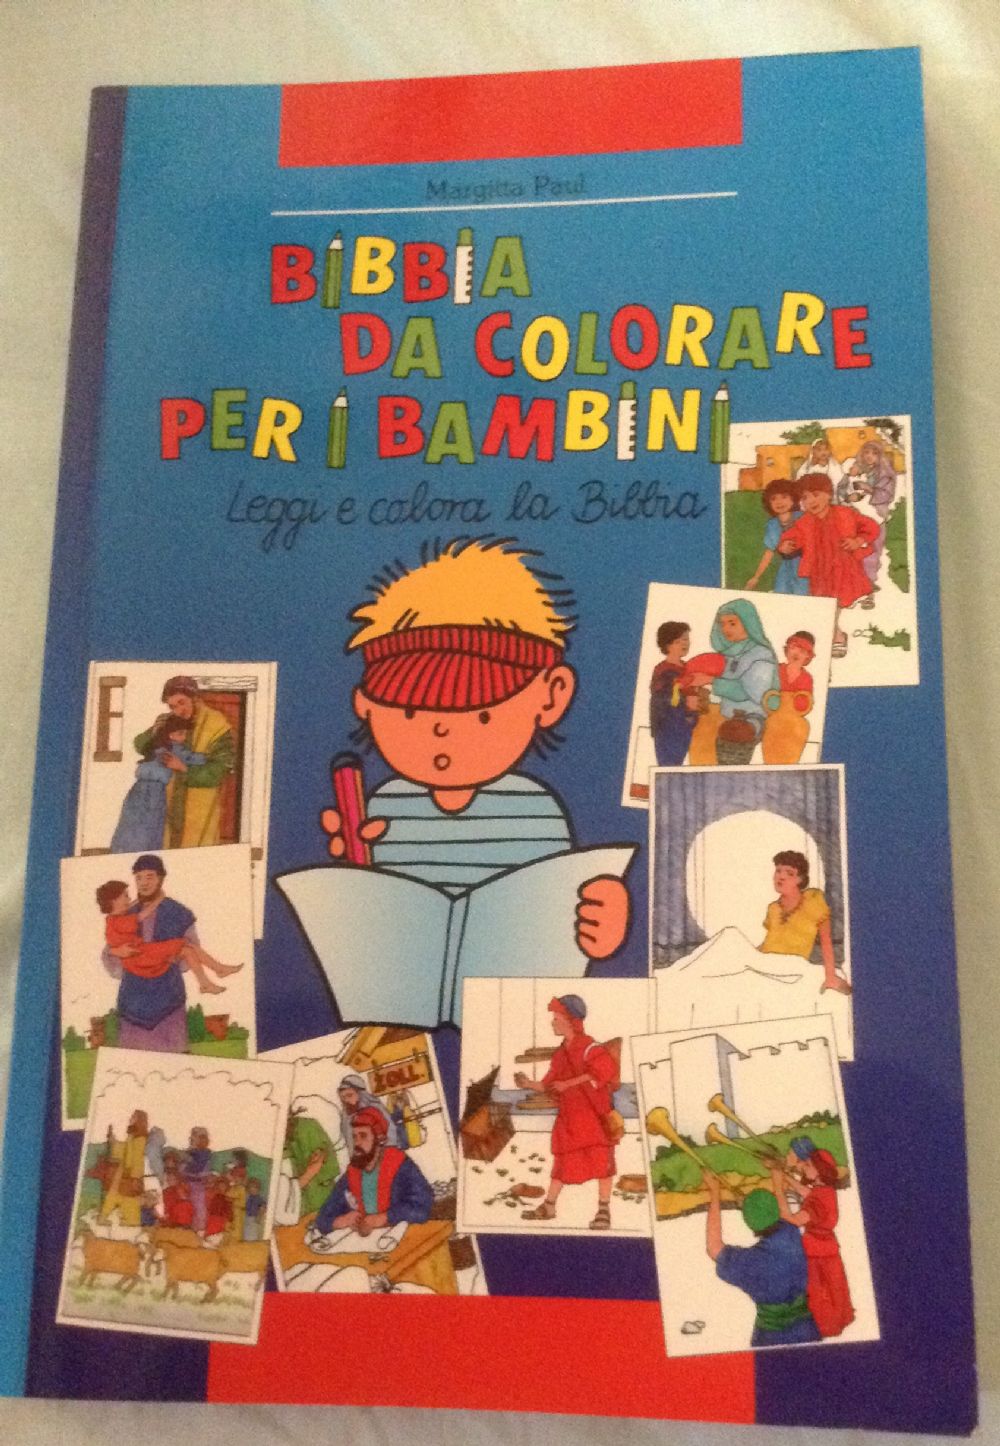 Margitta Paul
BIBBIA
DA COLORARE
PER I BAMBINI
Leggi e colora la Bibbia
E
ZOLL